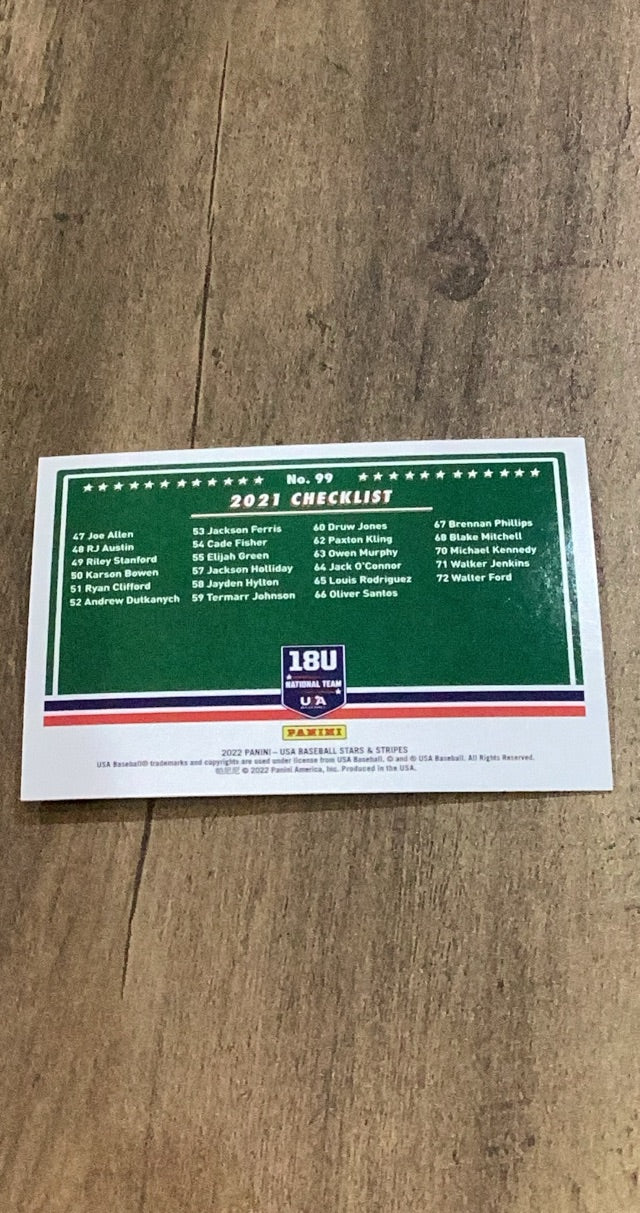 No. 99
2021 CHECKLIST
47 Joe Allen
48 RJ Austin
49 Riley Stanford
50 Karson Bowen
51 Ryan Clifford
52 Andrew Dutkanych
53 Jackson Ferris
54 Cade Fisher
55 Elijah Green
57 Jackson Holliday
58 Jayden Hylton
59 Termarr Johnson
60 Druw Jones
62 Paxton Kling
63 Owen Murphy
64 Jack O'Connor
65 Louis Rodriguez
66 Oliver Santos
67 Brennan Phillips
68 Blake Mitchell
70 Michael Kennedy
71 Walker Jenkins
72 Walter Ford
18U
NATIONAL TEAM
USA
PANINI
2022 PANINI – USA BASEBALL STARS & STRIPES
USA Baseball® trademarks and copyrights are used under license from USA Baseball. © and ® USA Baseball. All Rights Reserved.
帕尼尼 © 2022 Panini America, Inc. Produced in the USA.